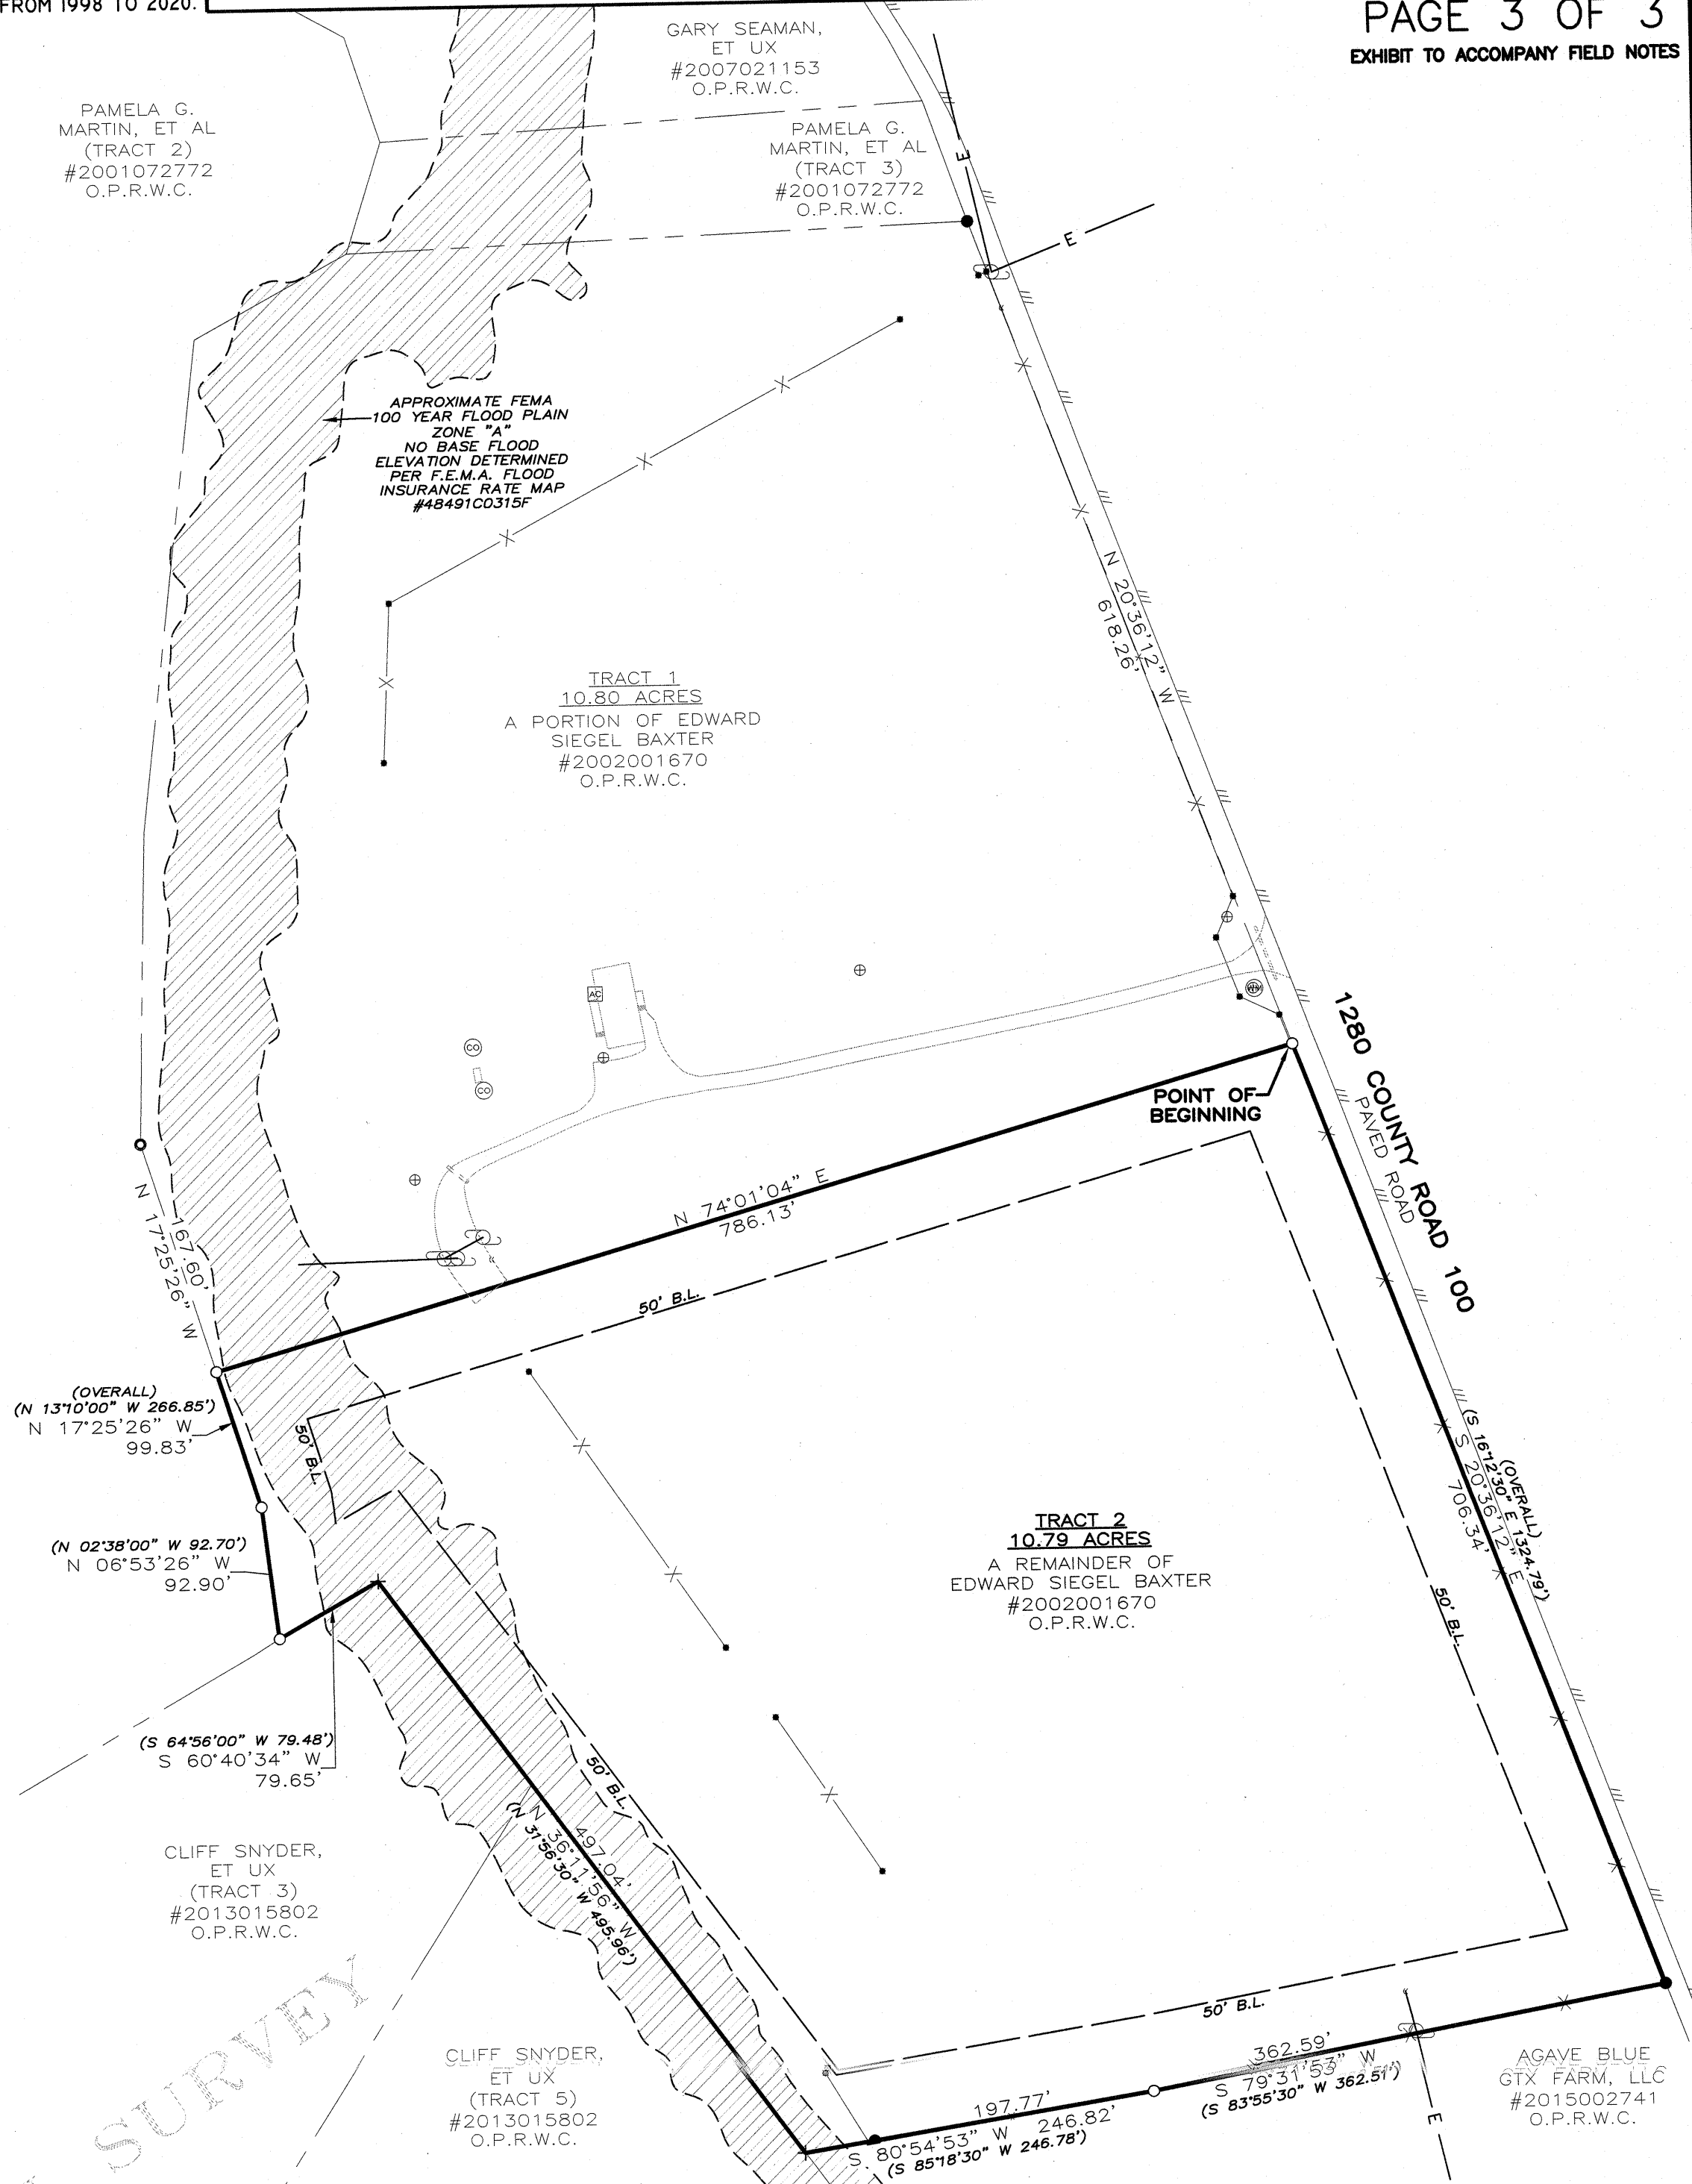 FROM 1998 TO 2020.
PAGE 3 OF 3
EXHIBIT TO ACCOMPANY FIELD NOTES
GARY SEAMAN,
ET UX
#2007021153
O.P.R.W.C.
PAMELA G.
MARTIN, ET AL
(TRACT 2)
#2001072772
O.P.R.W.C.
PAMELA G.
MARTIN, ET AL
(TRACT 3)
#2001072772
O.P.R.W.C.
E
E
APPROXIMATE FEMA
100 YEAR FLOOD PLAIN
ZONE "A"
NO BASE FLOOD
ELEVATION DETERMINED
PER F.E.M.A. FLOOD
INSURANCE RATE MAP
#48491C0315F
N 20°36'12" W
618.26'
TRACT 1
10.80 ACRES
A PORTION OF EDWARD
SIEGEL BAXTER
#2002001670
O.P.R.W.C.
AC
CO
CO
WM
1280 COUNTY ROAD 100
PAVED ROAD
POINT OF
BEGINNING
N 74°01'04" E
786.13'
167.60'
N 17°25'26" W
50' B.L.
(OVERALL)
(N 13°10'00" W 266.85')
N 17°25'26" W
99.83'
50' B.L.
(N 02°38'00" W 92.70')
N 06°53'26" W
92.90'
(OVERALL)
(S 16°12'30" E 1324.79')
S 20°36'12" E
706.34'
TRACT 2
10.79 ACRES
A REMAINDER OF
EDWARD SIEGEL BAXTER
#2002001670
O.P.R.W.C.
50' B.L.
(S 64°56'00" W 79.48')
S 60°40'34" W
79.65'
50' B.L.
497.04'
N 36°11'56" W
(N 31°56'30" W 495.96')
CLIFF SNYDER,
ET UX
(TRACT 3)
#2013015802
O.P.R.W.C.
SURVEY
50' B.L.
CLIFF SNYDER,
ET UX
(TRACT 5)
#2013015802
O.P.R.W.C.
362.59'
S 79°31'53" W
(S 83°55'30" W 362.51')
197.77'
246.82'
S 80°54'53" W
(S 85°18'30" W 246.78')
E
AGAVE BLUE
GTX FARM, LLC
#2015002741
O.P.R.W.C.